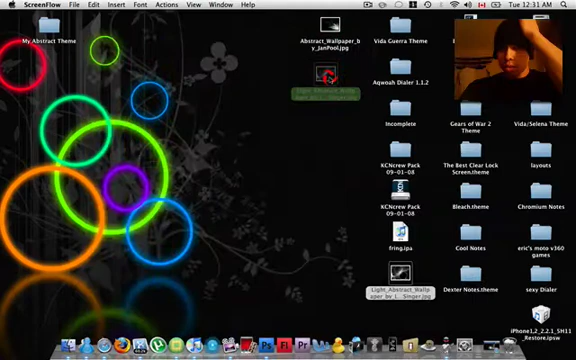 ScreenFlow File Edit Insert Font Actions View Window Help Tue 12:31 AM
My Abstract Theme
Abstract_Wallpaper_b
y_JanPool.jpg
Vida Guerra Theme
Aqwoah Dialer 1.1.2
Incomplete
Gears of War 2
Theme
Vida/Selena Theme
KCNcrew Pack
09-01-08
The Best Clear Lock
Screen.theme
layouts
KCNcrew Pack
09-01-08
Bleach.theme
Chromium Notes
fring.ipa
Cool Notes
eric's moto v360
games
Light_Abstract_Wallp
Singer.jpg
Dexter Notes.theme
sexy Dialer
iPhone1,2_2.2.1_5H11
_Restore.ipsw